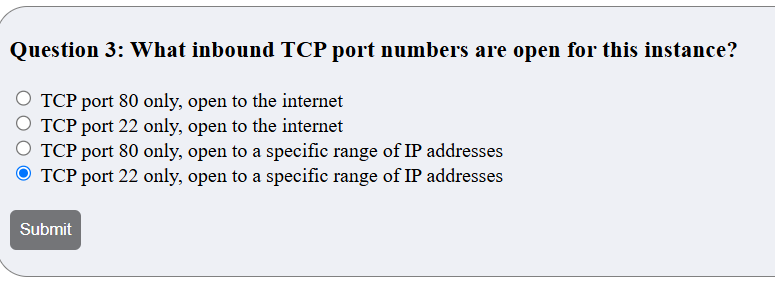 Question 3: What inbound TCP port numbers are open for this instance?
TCP port 80 only, open to the internet
TCP port 22 only, open to the internet
TCP port 80 only, open to a specific range of IP addresses
TCP port 22 only, open to a specific range of IP addresses
Submit